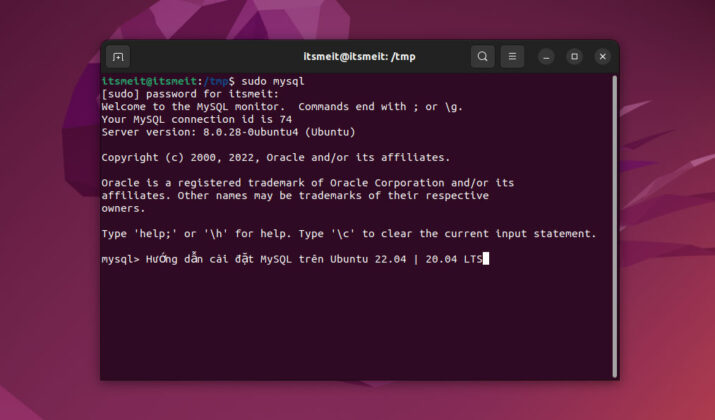 itsmeit@itsmeit: /tmp
itsmeit@itsmeit:/tmp$ sudo mysql
[sudo] password for itsmeit:
Welcome to the MySQL monitor.  Commands end with ; or \g.
Your MySQL connection id is 74
Server version: 8.0.28-0ubuntu4 (Ubuntu)
Copyright (c) 2000, 2022, Oracle and/or its affiliates.
Oracle is a registered trademark of Oracle Corporation and/or its
affiliates. Other names may be trademarks of their respective
owners.
Type 'help;' or '\h' for help. Type '\c' to clear the current input statement.
mysql> Hướng dẫn cài đặt MySQL trên Ubuntu 22.04 | 20.04 LTS